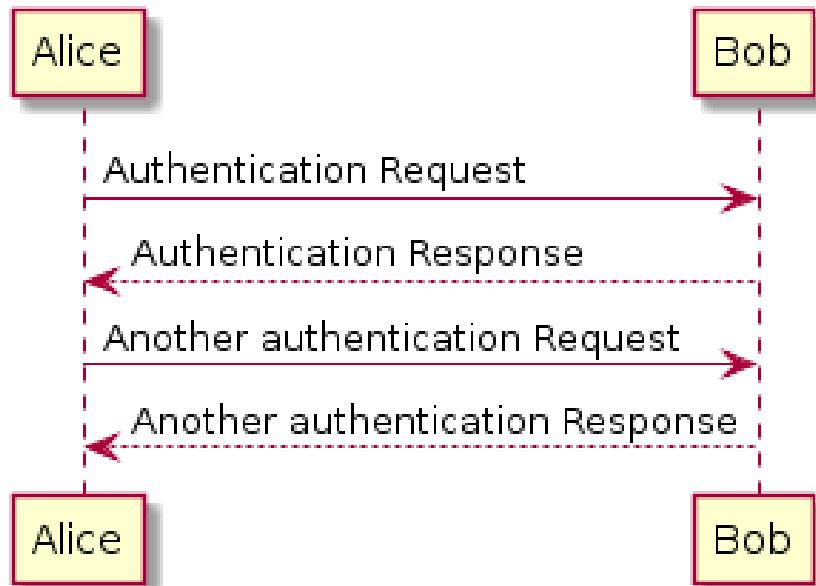 Alice Bob
Authentication Request
Authentication Response
Another authentication Request
Another authentication Response
Alice Bob